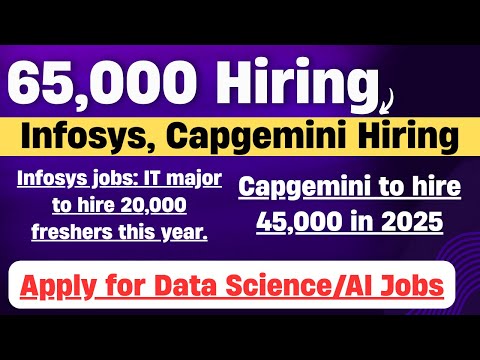 65,000 Hiring
Infosys, Capgemini Hiring
Infosys jobs: IT major
to hire 20,000
freshers this year.
Capgemini to hire
45,000 in 2025
Apply for Data Science/AI Jobs